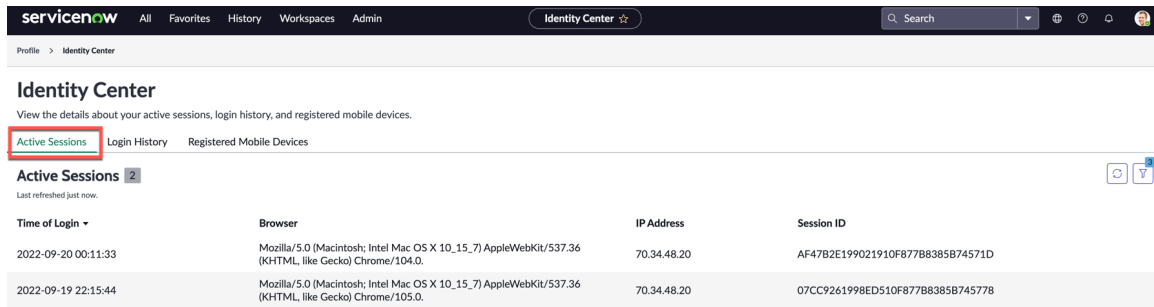 servicenow All Favorites History Workspaces Admin Identity Center Search
Profile > Identity Center
Identity Center
View the details about your active sessions, login history, and registered mobile devices.
Active Sessions Login History Registered Mobile Devices
Active Sessions 2
3
Last refreshed just now.
Time of Login Browser IP Address Session ID
2022-09-20 00:11:33 Mozilla/5.0 (Macintosh; Intel Mac OS X 10_15_7) AppleWebKit/537.36 70.34.48.20 AF47B2E199021910F877B8385B74571D
(KHTML, like Gecko) Chrome/104.0.
2022-09-19 22:15:44 Mozilla/5.0 (Macintosh; Intel Mac OS X 10_15_7) AppleWebKit/537.36 70.34.48.20 07CC9261998ED510F877B8385B745778
(KHTML, like Gecko) Chrome/105.0.